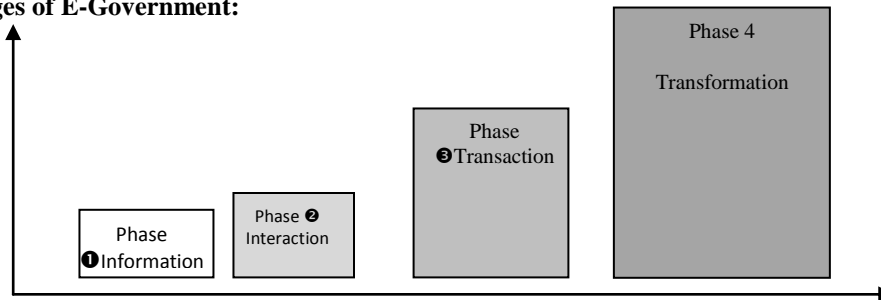 ges of E-Government:
Phase 4
Transformation
Phase
❸Transaction
Phase ❷
Interaction
Phase
❶Information